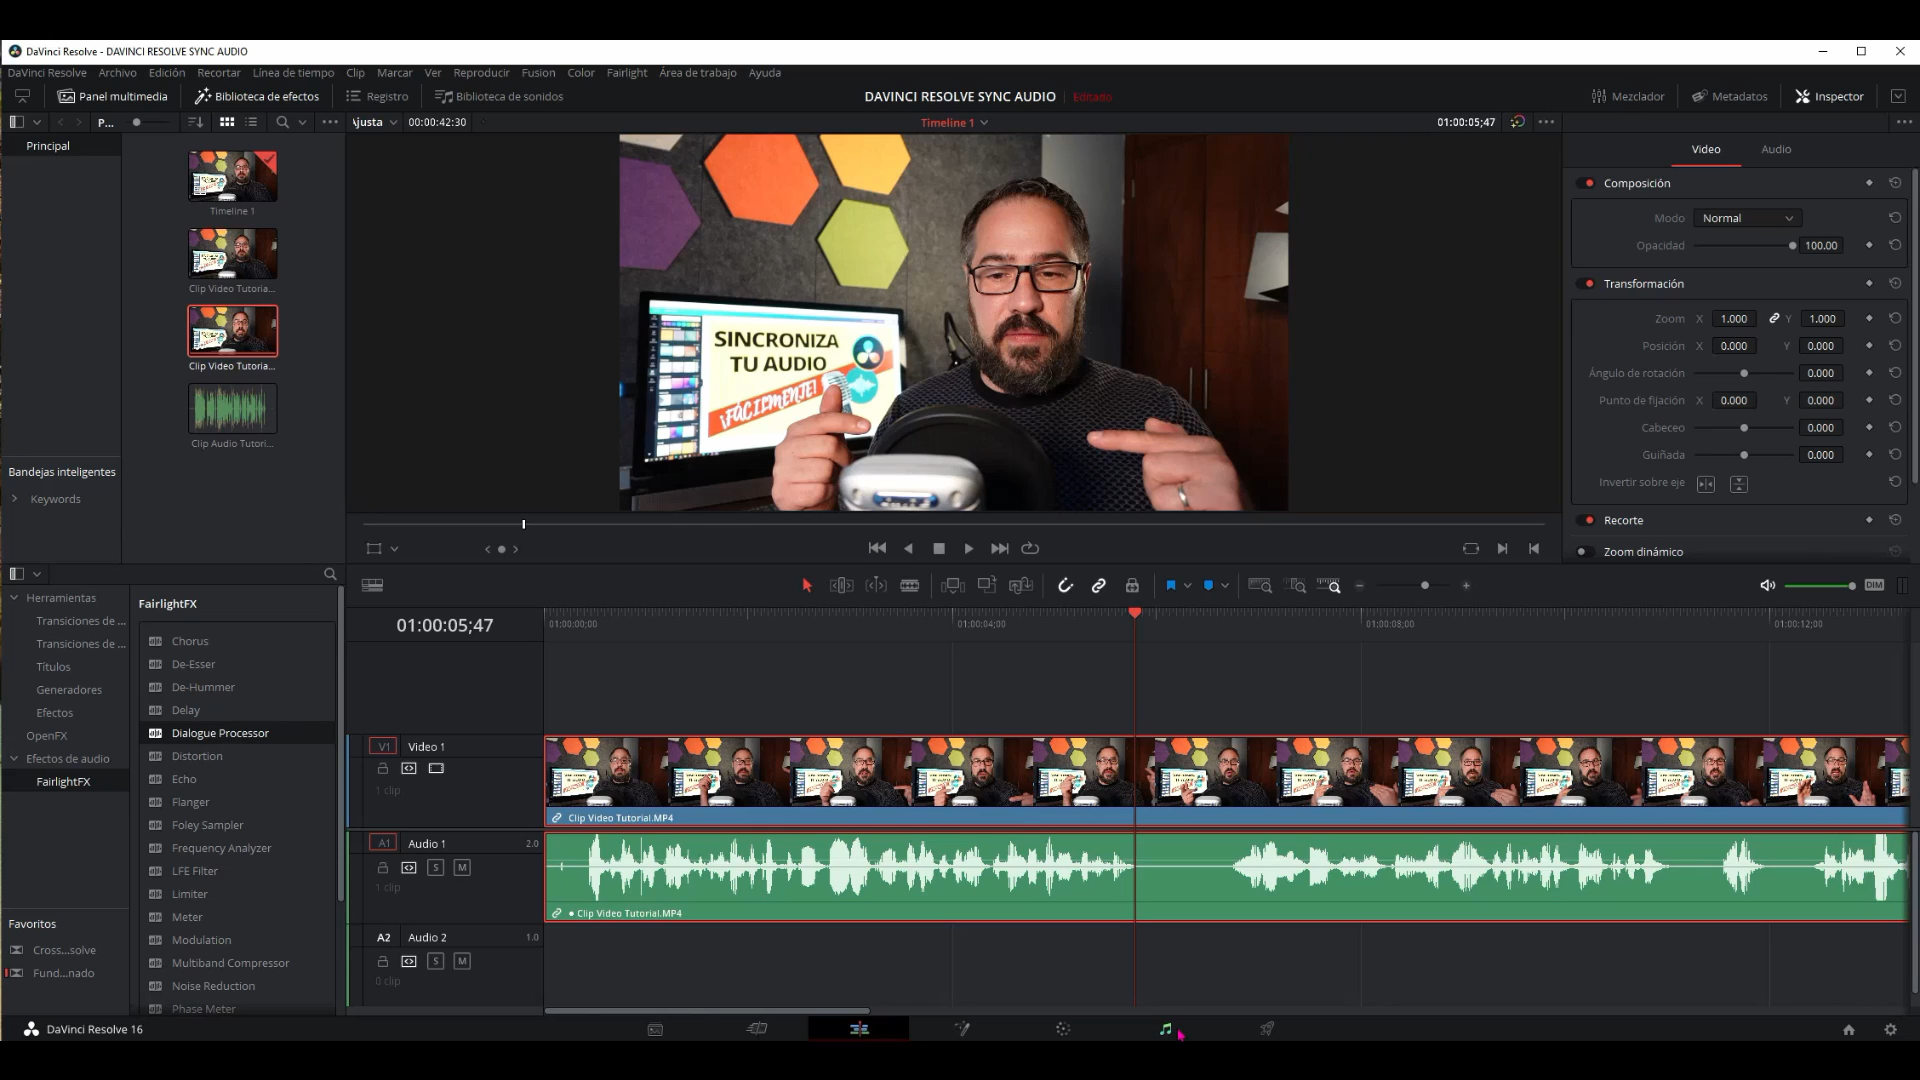 DaVinci Resolve - DAVINCI RESOLVE SYNC AUDIO
DaVinci Resolve Archivo Edición Recortar Línea de tiempo Clip Marcar Ver Reproducir Fusion Color Fairlight Área de trabajo Ayuda
Panel multimedia Biblioteca de efectos Registro Biblioteca de sonidos DAVINCI RESOLVE SYNC AUDIO Editado Mezclador Metadatos Inspector
P... Ajusta 00:00:42:30 Timeline 1 01:00:05;47
Principal
Timeline 1
Clip Video Tutoria...
Clip Video Tutoria...
Clip Audio Tutori...
Bandejas inteligentes
Keywords
SINCRONIZA
TU AUDIO
¡FÁCILMENTE!
Video Audio
Composición
Modo Normal
Opacidad 100.00
Transformación
Zoom X 1.000 Y 1.000
Posición X 0.000 Y 0.000
Ángulo de rotación 0.000
Punto de fijación X 0.000 Y 0.000
Cabeceo 0.000
Guiñada 0.000
Invertir sobre eje
Recorte
Zoom dinámico
Herramientas
Transiciones de ...
Transiciones de ...
Títulos
Generadores
Efectos
OpenFX
Efectos de audio
FairlightFX
Favoritos
Cross...solve
Fund...nado
FairlightFX
Chorus
De-Esser
De-Hummer
Delay
Dialogue Processor
Distortion
Echo
Flanger
Foley Sampler
Frequency Analyzer
LFE Filter
Limiter
Meter
Modulation
Multiband Compressor
Noise Reduction
Phase Meter
DIM
01:00:05;47
01:00:00;00 01:00:04;00 01:00:08;00 01:00:12;00
V1 Video 1
1 clip
Clip Video Tutorial.MP4
A1 Audio 1 2.0
S M
1 clip
Clip Video Tutorial.MP4
A2 Audio 2 1.0
S M
0 clip
DaVinci Resolve 16